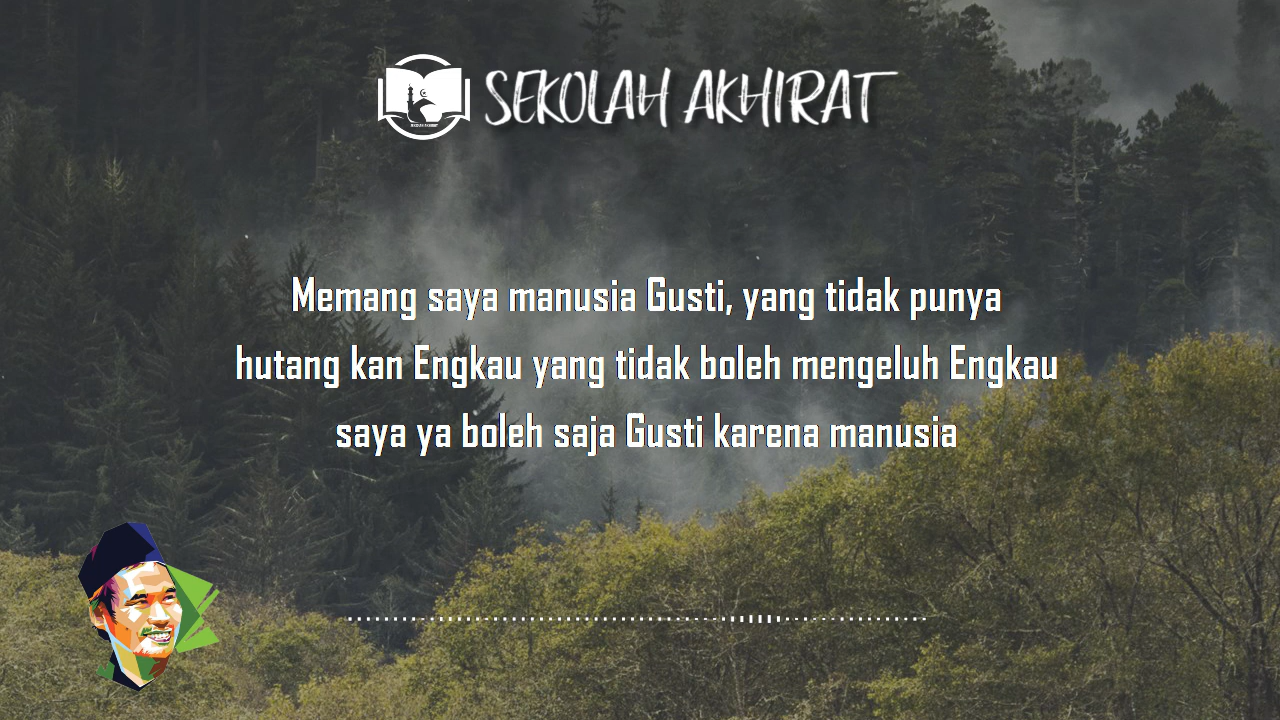 SEKOLAH AKHIRAT
Memang saya manusia Gusti, yang tidak punya
hutang kan Engkau yang tidak boleh mengeluh Engkau
saya ya boleh saja Gusti karena manusia